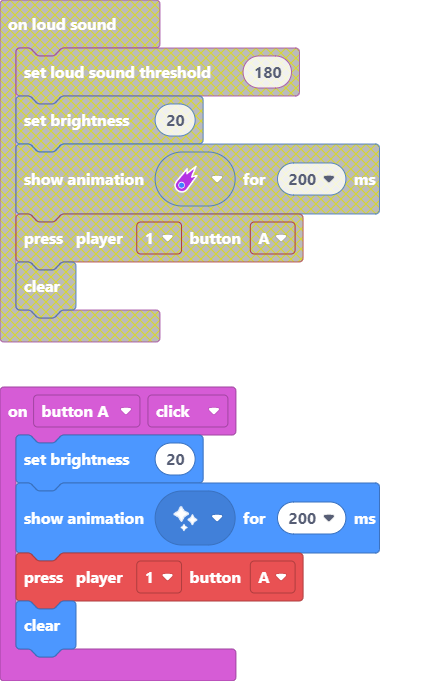 on loud sound
set loud sound threshold 180
set brightness 20
show animation for 200 ms
press player 1 button A
clear
on button A click
set brightness 20
show animation for 200 ms
press player 1 button A
clear